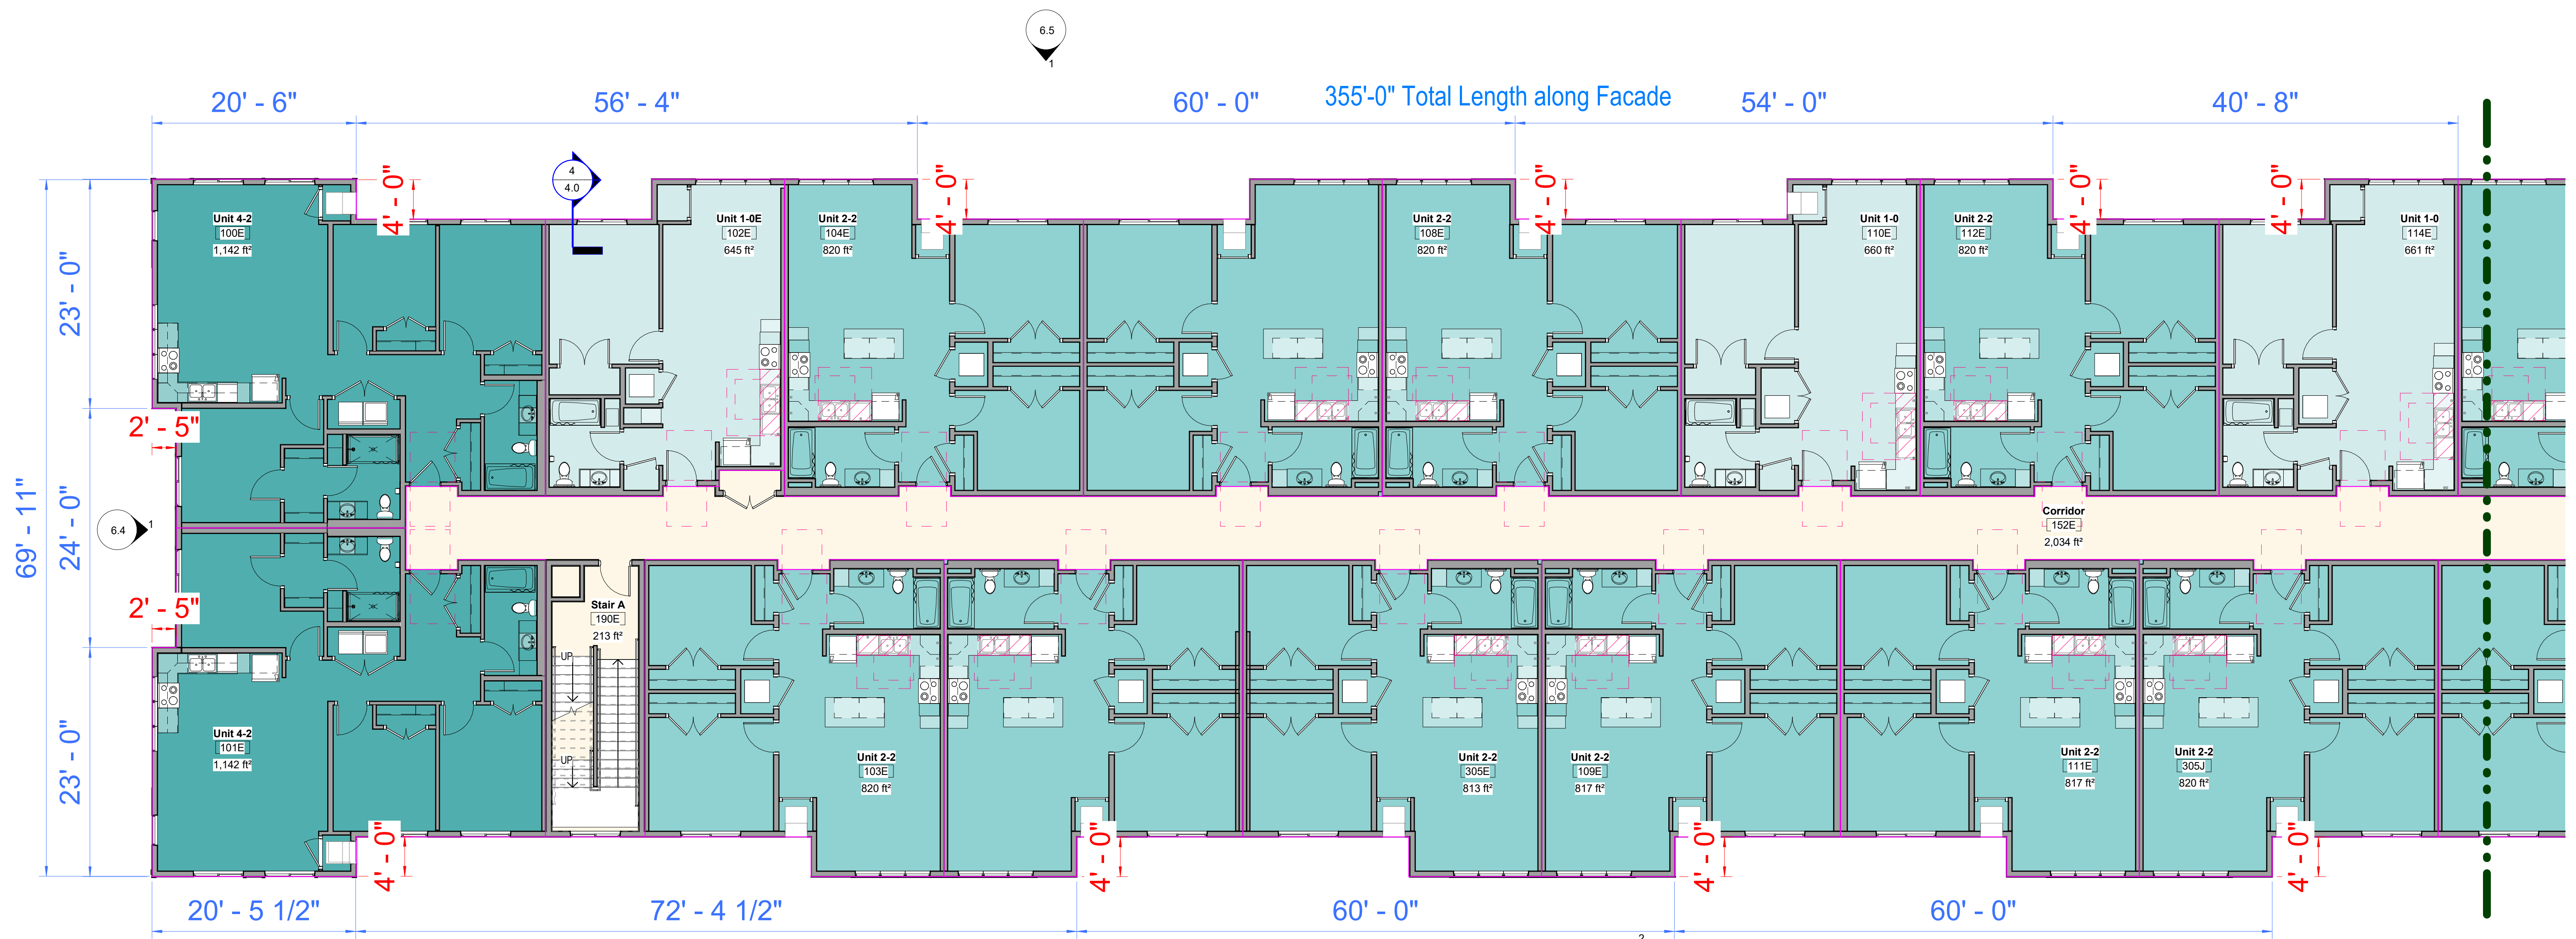 6.5
1
355'-0" Total Length along Facade
20' - 6"
56' - 4"
60' - 0"
54' - 0"
40' - 8"
4' - 0"
4' - 0"
4' - 0"
4' - 0"
4' - 0"
4
4.0
Unit 4-2
100E
1,142 ft²
Unit 1-0E
102E
645 ft²
Unit 2-2
104E
820 ft²
Unit 2-2
108E
820 ft²
Unit 1-0
110E
660 ft²
Unit 2-2
112E
820 ft²
Unit 1-0
114E
661 ft²
23' - 0"
24' - 0"
23' - 0"
69' - 11"
2' - 5"
2' - 5"
6.4
1
Corridor
152E
2,034 ft²
Stair A
190E
213 ft²
UP
UP
Unit 4-2
101E
1,142 ft²
Unit 2-2
103E
820 ft²
Unit 2-2
305E
813 ft²
Unit 2-2
109E
817 ft²
Unit 2-2
111E
817 ft²
Unit 2-2
305J
820 ft²
4' - 0"
4' - 0"
4' - 0"
4' - 0"
20' - 5 1/2"
72' - 4 1/2"
60' - 0"
60' - 0"
2